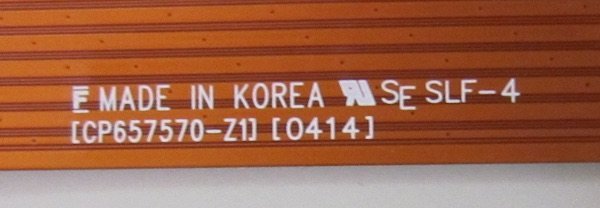 F MADE IN KOREA SE SLF-4
[CP657570-Z1] [0414]